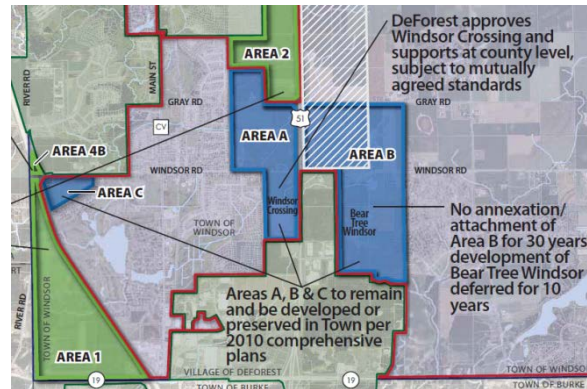 DeForest approves
Windsor Crossing and
supports at county level,
subject to mutually
agreed standards
AREA 2
RIVER RD
MAIN ST
GRAY RD
GRAY RD
CV
51
AREA A
AREA B
AREA 4B
WINDSOR RD
WINDSOR RD
AREA C
TOWN OF
WINDSOR
Windsor
Crossing
Bear
Tree
Windsor
No annexation/
attachment of
Area B for 30 years
development of
Bear Tree Windsor
deferred for 10
years
Areas A, B & C to remain
and be developed or
preserved in Town per
2010 comprehensive
plans
RIVER RD
TOWN OF WINDSOR
AREA 1
19
VILLAGE OF DEFOREST
TOWN OF BURKE
19
TOWN OF WINDS
TOWN OF BURKE